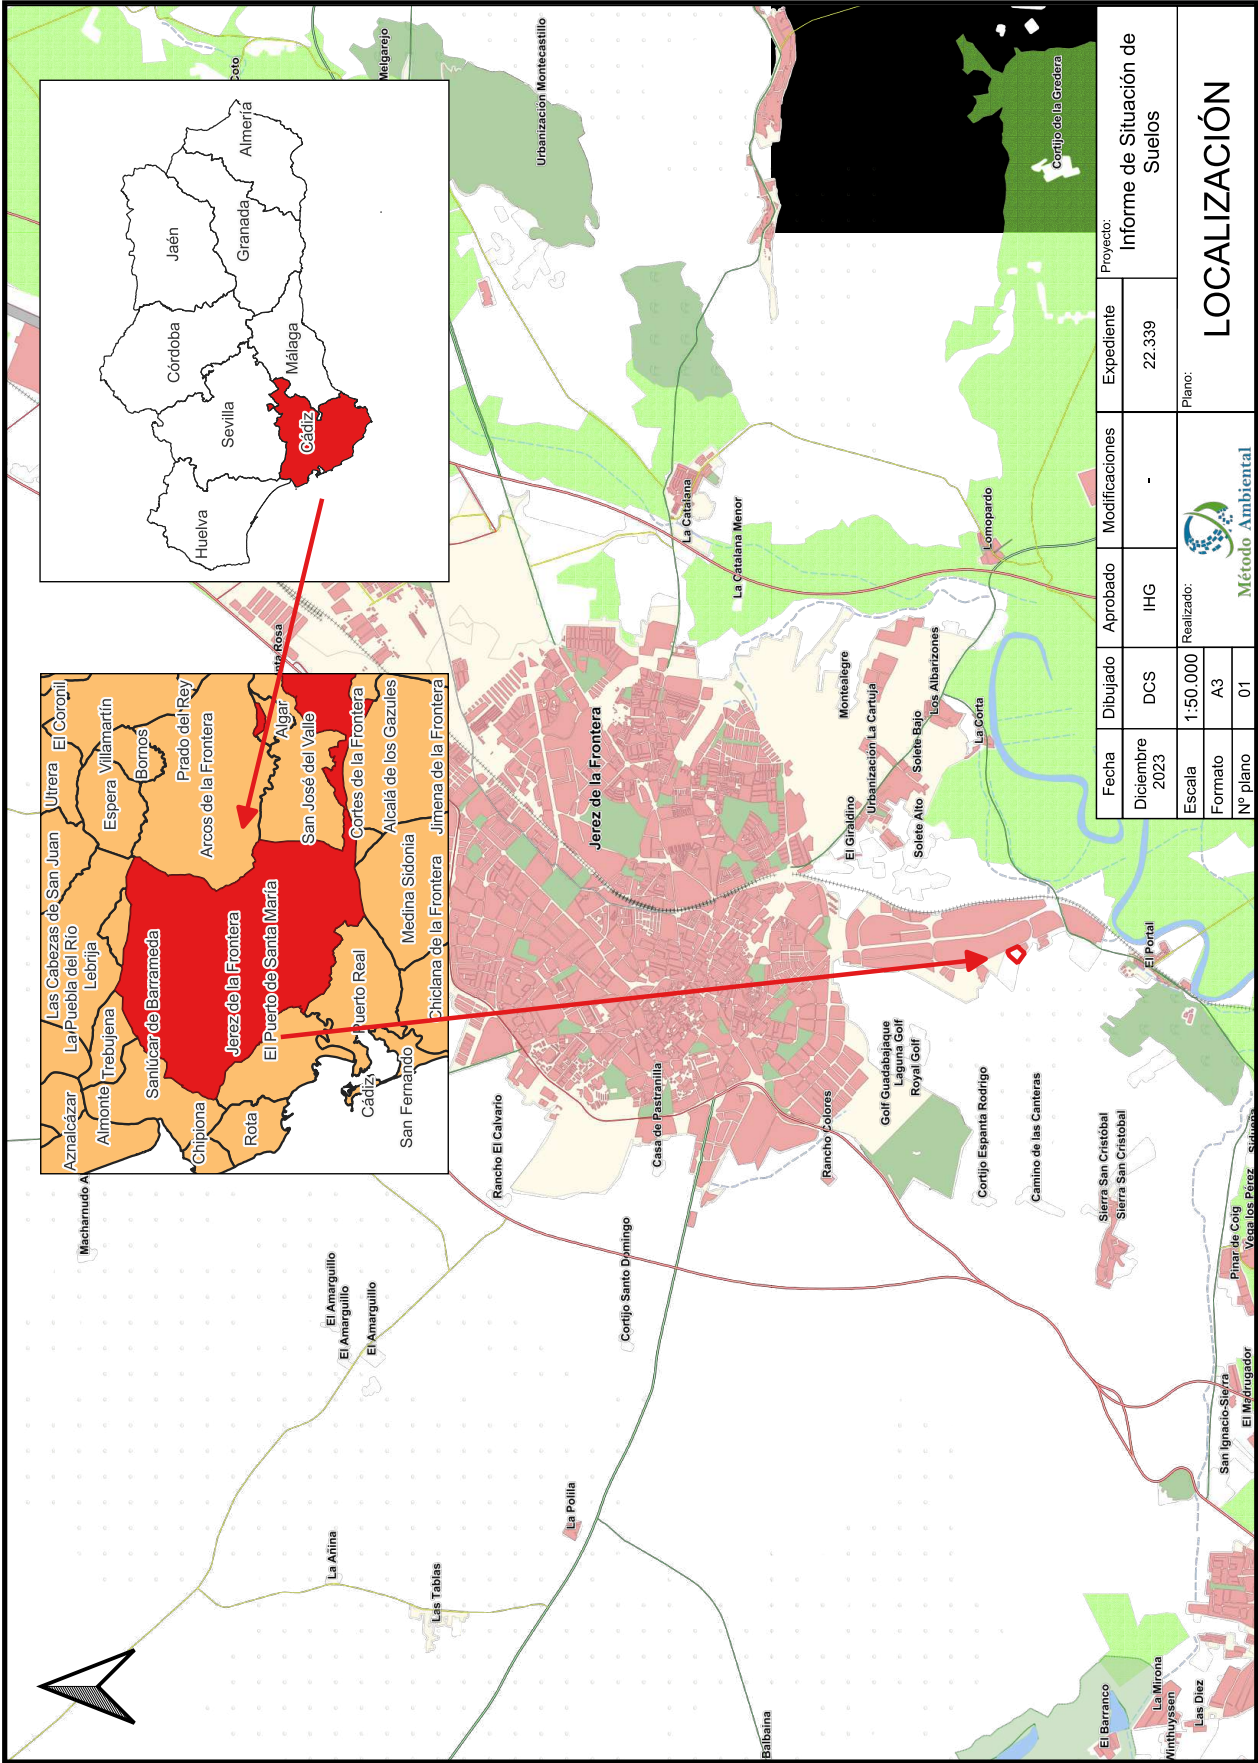 Coto
Melgarejo
Urbanización Montecastillo
Cortijo de la Gredera
Huelva
Sevilla
Córdoba
Jaén
Cádiz
Málaga
Granada
Almería
Aznalcázar
Las Cabezas de San Juan
Utrera
El Coronil
La Puebla del Río
Lebrija
Almonte
Trebujena
Espera
Villamartín
Bornos
Prado del Rey
Sanlúcar de Barrameda
Arcos de la Frontera
Chipiona
Jerez de la Frontera
Rota
El Puerto de Santa María
Algar
San José del Valle
Puerto Real
Cortes de la Frontera
Cádiz
Alcalá de los Gazules
San Fernando
Medina Sidonia
Chiclana de la Frontera
Jimena de la Frontera
nta Rosa
Macharnudo A
La Catalana
La Catalana Menor
Lomopardo
Jerez de la Frontera
Montealegre
Urbanización La Cartuja
Los Albarizones
Solete Bajo
La Corta
El Giraldino
Solete Alto
El Portal
Rancho El Calvario
Casa de Pastranilla
Rancho Colores
Golf Guadabajaque
Laguna Golf
Royal Golf
Cortijo Espanta Rodrigo
Camino de las Canteras
Sierra San Cristobal
Sierra San Cristobal
El Amarguillo
El Amarguillo
El Amarguillo
Cortijo Santo Domingo
Pinar de Coig
Vega los Pérez
San Ignacio-Sierra
El Madrugador
La Polila
La Añina
Las Tablas
Balbaina
El Barranco
La Mirona
Winthuyssen
Las Diez
Fecha
Dibujado
Aprobado
Modificaciones
Expediente
Proyecto:
Diciembre
2023
DCS
IHG
-
22.339
Informe de Situación de
Suelos
Escala
1:50.000
Realizado:
Plano:
Formato
A3
Nº plano
01
Método Ambiental
LOCALIZACIÓN